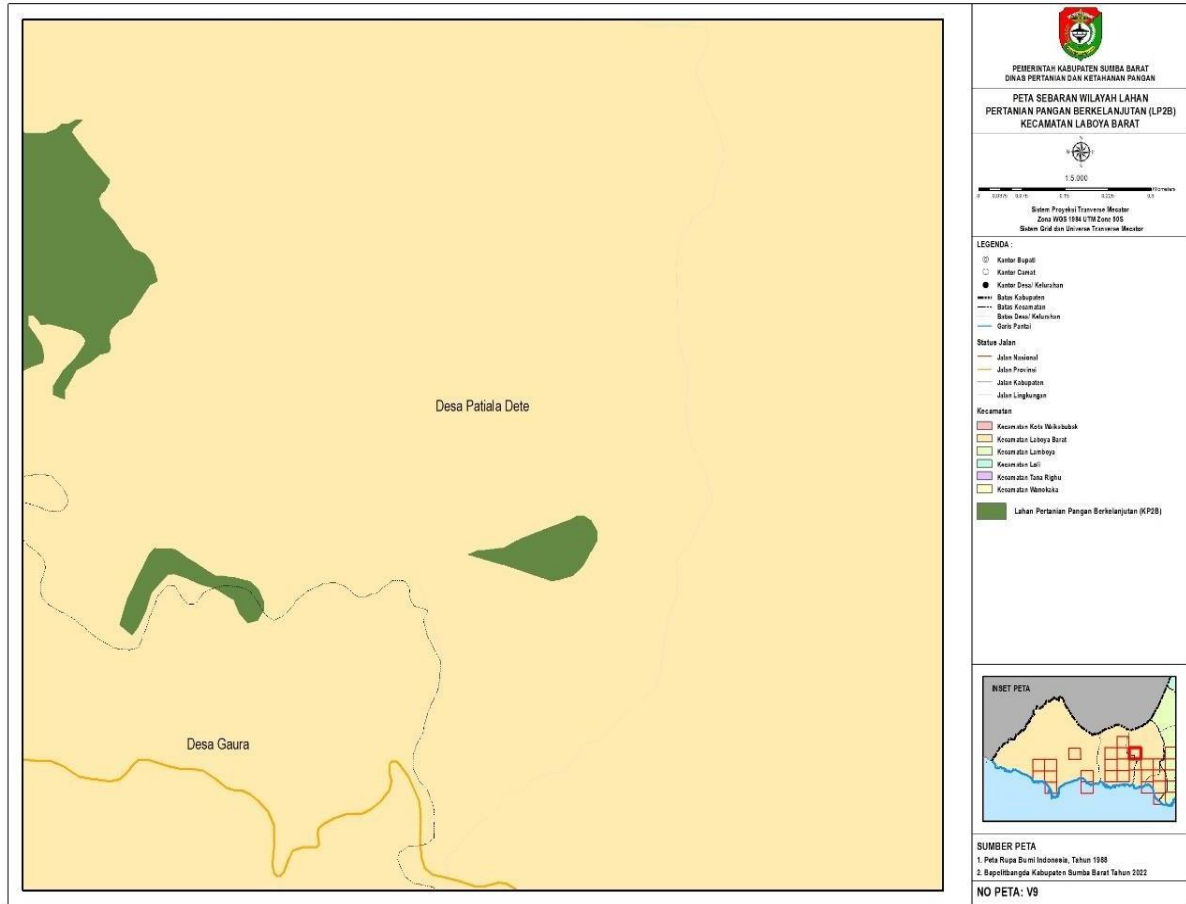 Desa Patiala Dete
Desa Gaura
PEMERINTAH KABUPATEN SUMBA BARAT
DINAS PERTANIAN DAN KETAHANAN PANGAN
PETA SEBARAN WILAYAH LAHAN
PERTANIAN PANGAN BERKELANJUTAN (LP2B)
KECAMATAN LABOYA BARAT
1:5.000
Kilometers
0
Sistem Proyeksi Tranverse Mecator
Zona WGS 1984 UTM Zone 50S
Sistem Grid dan Universe Tranverse Mecator
LEGENDA :
Kantor Bupati
Kantor Camat
Kantor Desa/ Kelurahan
Batas Kabupaten
Batas Kecamatan
Batas Desa/ Kelurahan
Garis Pantai
Status Jalan
Jalan Nasional
Jalan Provinsi
Jalan Kabupaten
Jalan Lingkungan
Kecamatan
Kecamatan Kota Waikabubak
Kecamatan Laboya Barat
Kecamatan Lamboya
Kecamatan Loli
Kecamatan Tana Righu
Kecamatan Wanokaka
Lahan Pertanian Pangan Berkelanjutan (KP2B)
INSET PETA
SUMBER PETA
1. Peta Rupa Bumi Indonesia, Tahun 1988
2. Bapelitbangda Kabupaten Sumba Barat Tahun 2022
NO PETA: V9